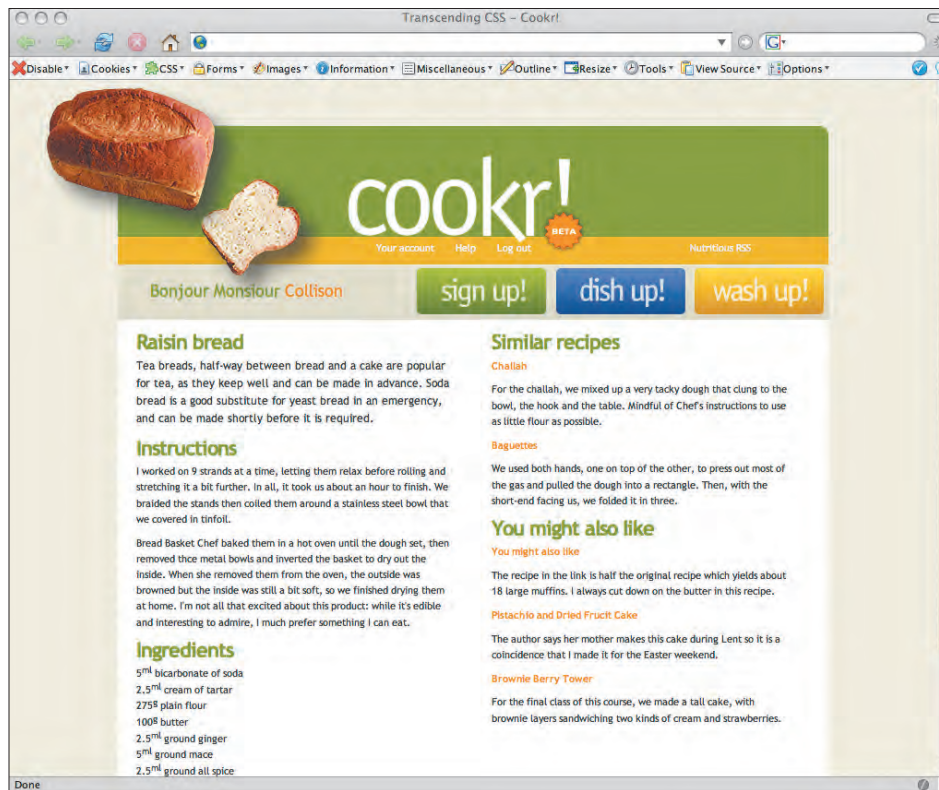 Transcending CSS – Cookr!
Disable Cookies CSS Forms Images Information Miscellaneous Outline Resize Tools View Source Options
cookr!
BETA
Your account Help Log out Nutritious RSS
Bonjour Monsiour Collison
sign up! dish up! wash up!
Raisin bread
Tea breads, half-way between bread and a cake are popular
for tea, as they keep well and can be made in advance. Soda
bread is a good substitute for yeast bread in an emergency,
and can be made shortly before it is required.
Instructions
I worked on 9 strands at a time, letting them relax before rolling and
stretching it a bit further. In all, it took us about an hour to finish. We
braided the stands then coiled them around a stainless steel bowl that
we covered in tinfoil.
Bread Basket Chef baked them in a hot oven until the dough set, then
removed thce metal bowls and inverted the basket to dry out the
inside. When she removed them from the oven, the outside was
browned but the inside was still a bit soft, so we finished drying them
at home. I'm not all that excited about this product: while it's edible
and interesting to admire, I much prefer something I can eat.
Ingredients
5ml bicarbonate of soda
2.5ml cream of tartar
275g plain flour
100g butter
2.5ml ground ginger
5ml ground mace
2.5ml ground all spice
Similar recipes
Challah
For the challah, we mixed up a very tacky dough that clung to the
bowl, the hook and the table. Mindful of Chef's instructions to use
as little flour as possible.
Baguettes
We used both hands, one on top of the other, to press out most of
the gas and pulled the dough into a rectangle. Then, with the
short-end facing us, we folded it in three.
You might also like
You might also like
The recipe in the link is half the original recipe which yields about
18 large muffins. I always cut down on the butter in this recipe.
Pistachio and Dried Frucit Cake
The author says her mother makes this cake during Lent so it is a
coincidence that I made it for the Easter weekend.
Brownie Berry Tower
For the final class of this course, we made a tall cake, with
brownie layers sandwiching two kinds of cream and strawberries.
Done